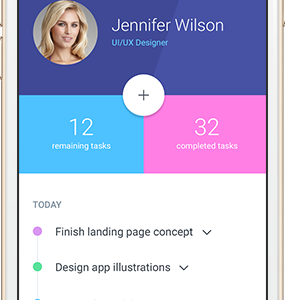 Jennifer Wilson
UI/UX Designer
+
12
remaining tasks
32
completed tasks
TODAY
Finish landing page concept
Design app illustrations